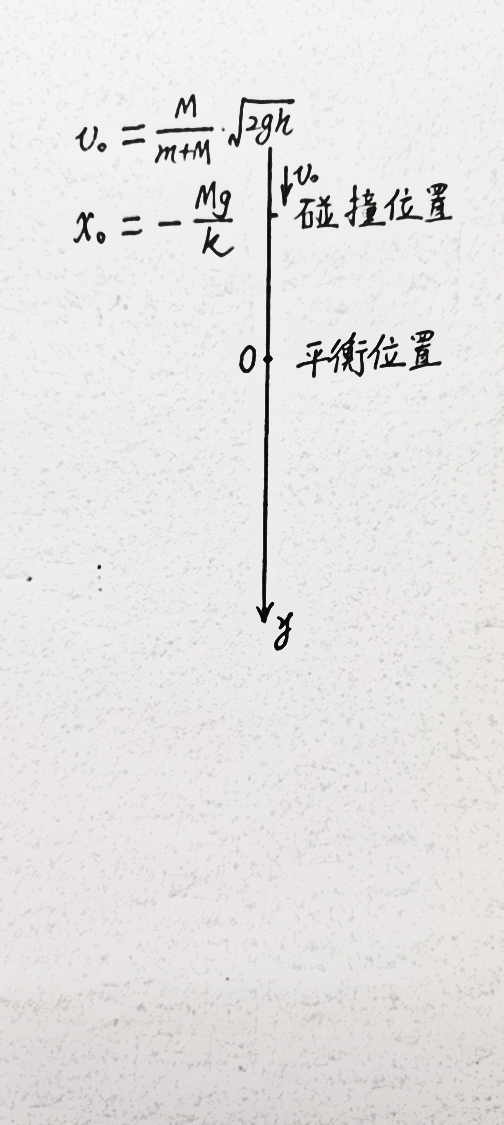 v₀ = M/(m+M) · √(2gh)
v₀
x₀ = - Mg/k
碰撞位置
O 平衡位置
y